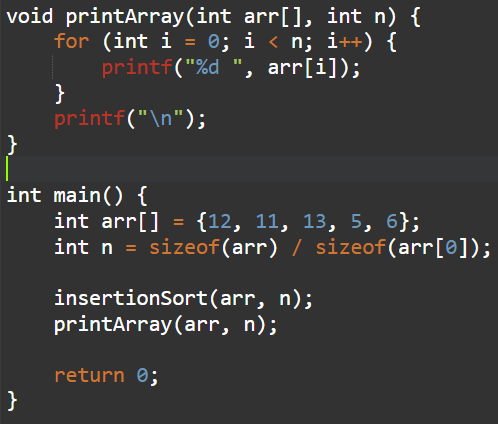 void printArray(int arr[], int n) {
    for (int i = 0; i < n; i++) {
        printf("%d ", arr[i]);
    }
    printf("\n");
}

int main() {
    int arr[] = {12, 11, 13, 5, 6};
    int n = sizeof(arr) / sizeof(arr[0]);

    insertionSort(arr, n);
    printArray(arr, n);

    return 0;
}